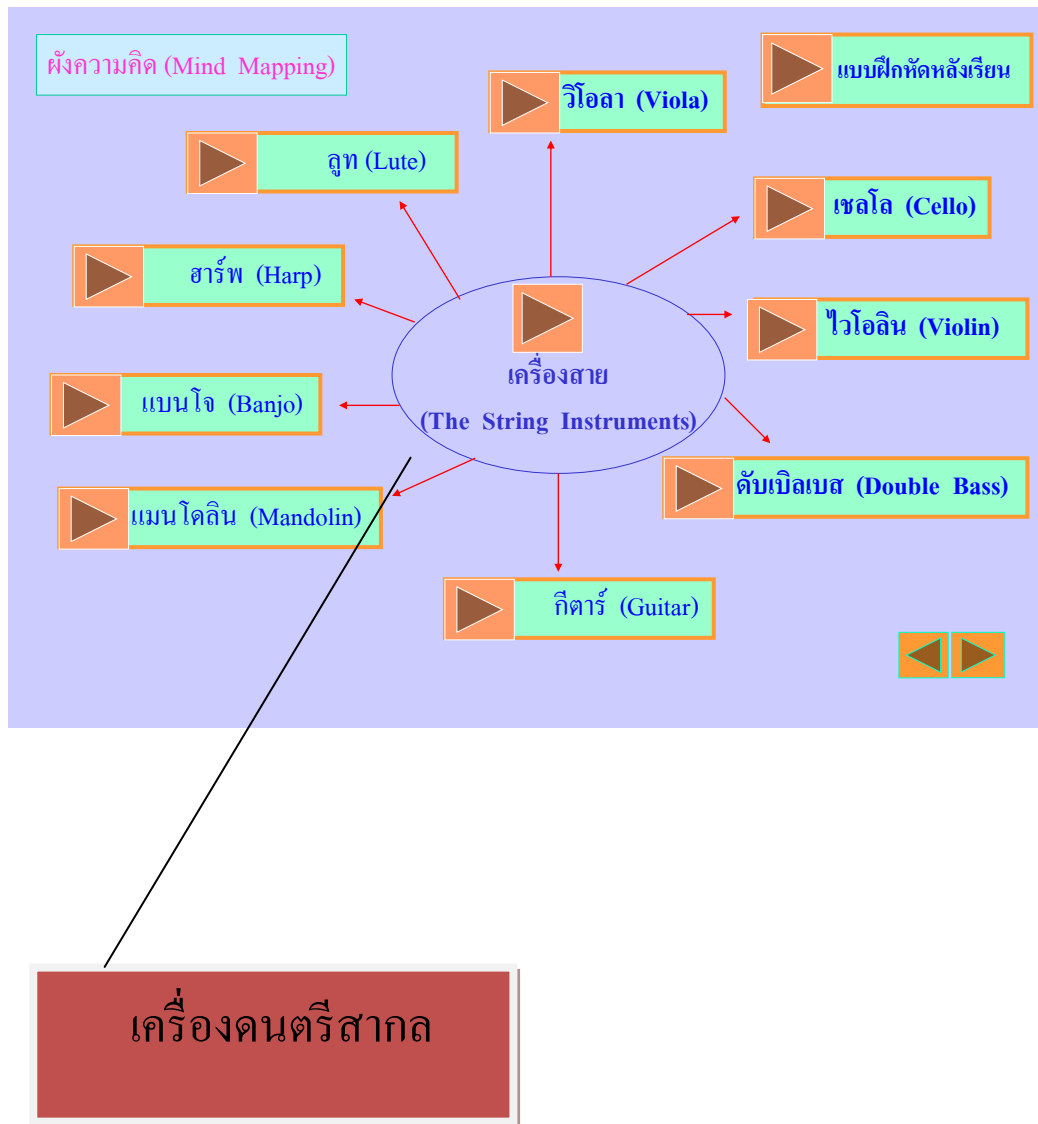 ผังความคิด (Mind Mapping)
แบบฝึกหัดหลังเรียน
วิโอลา (Viola)
ลูท (Lute)
เชลโล (Cello)
ฮาร์พ (Harp)
ไวโอลิน (Violin)
เครื่องสาย
(The String Instruments)
แบนโจ (Banjo)
ดับเบิลเบส (Double Bass)
แมนโดลิน (Mandolin)
กีตาร์ (Guitar)
เครื่องดนตรีสากล